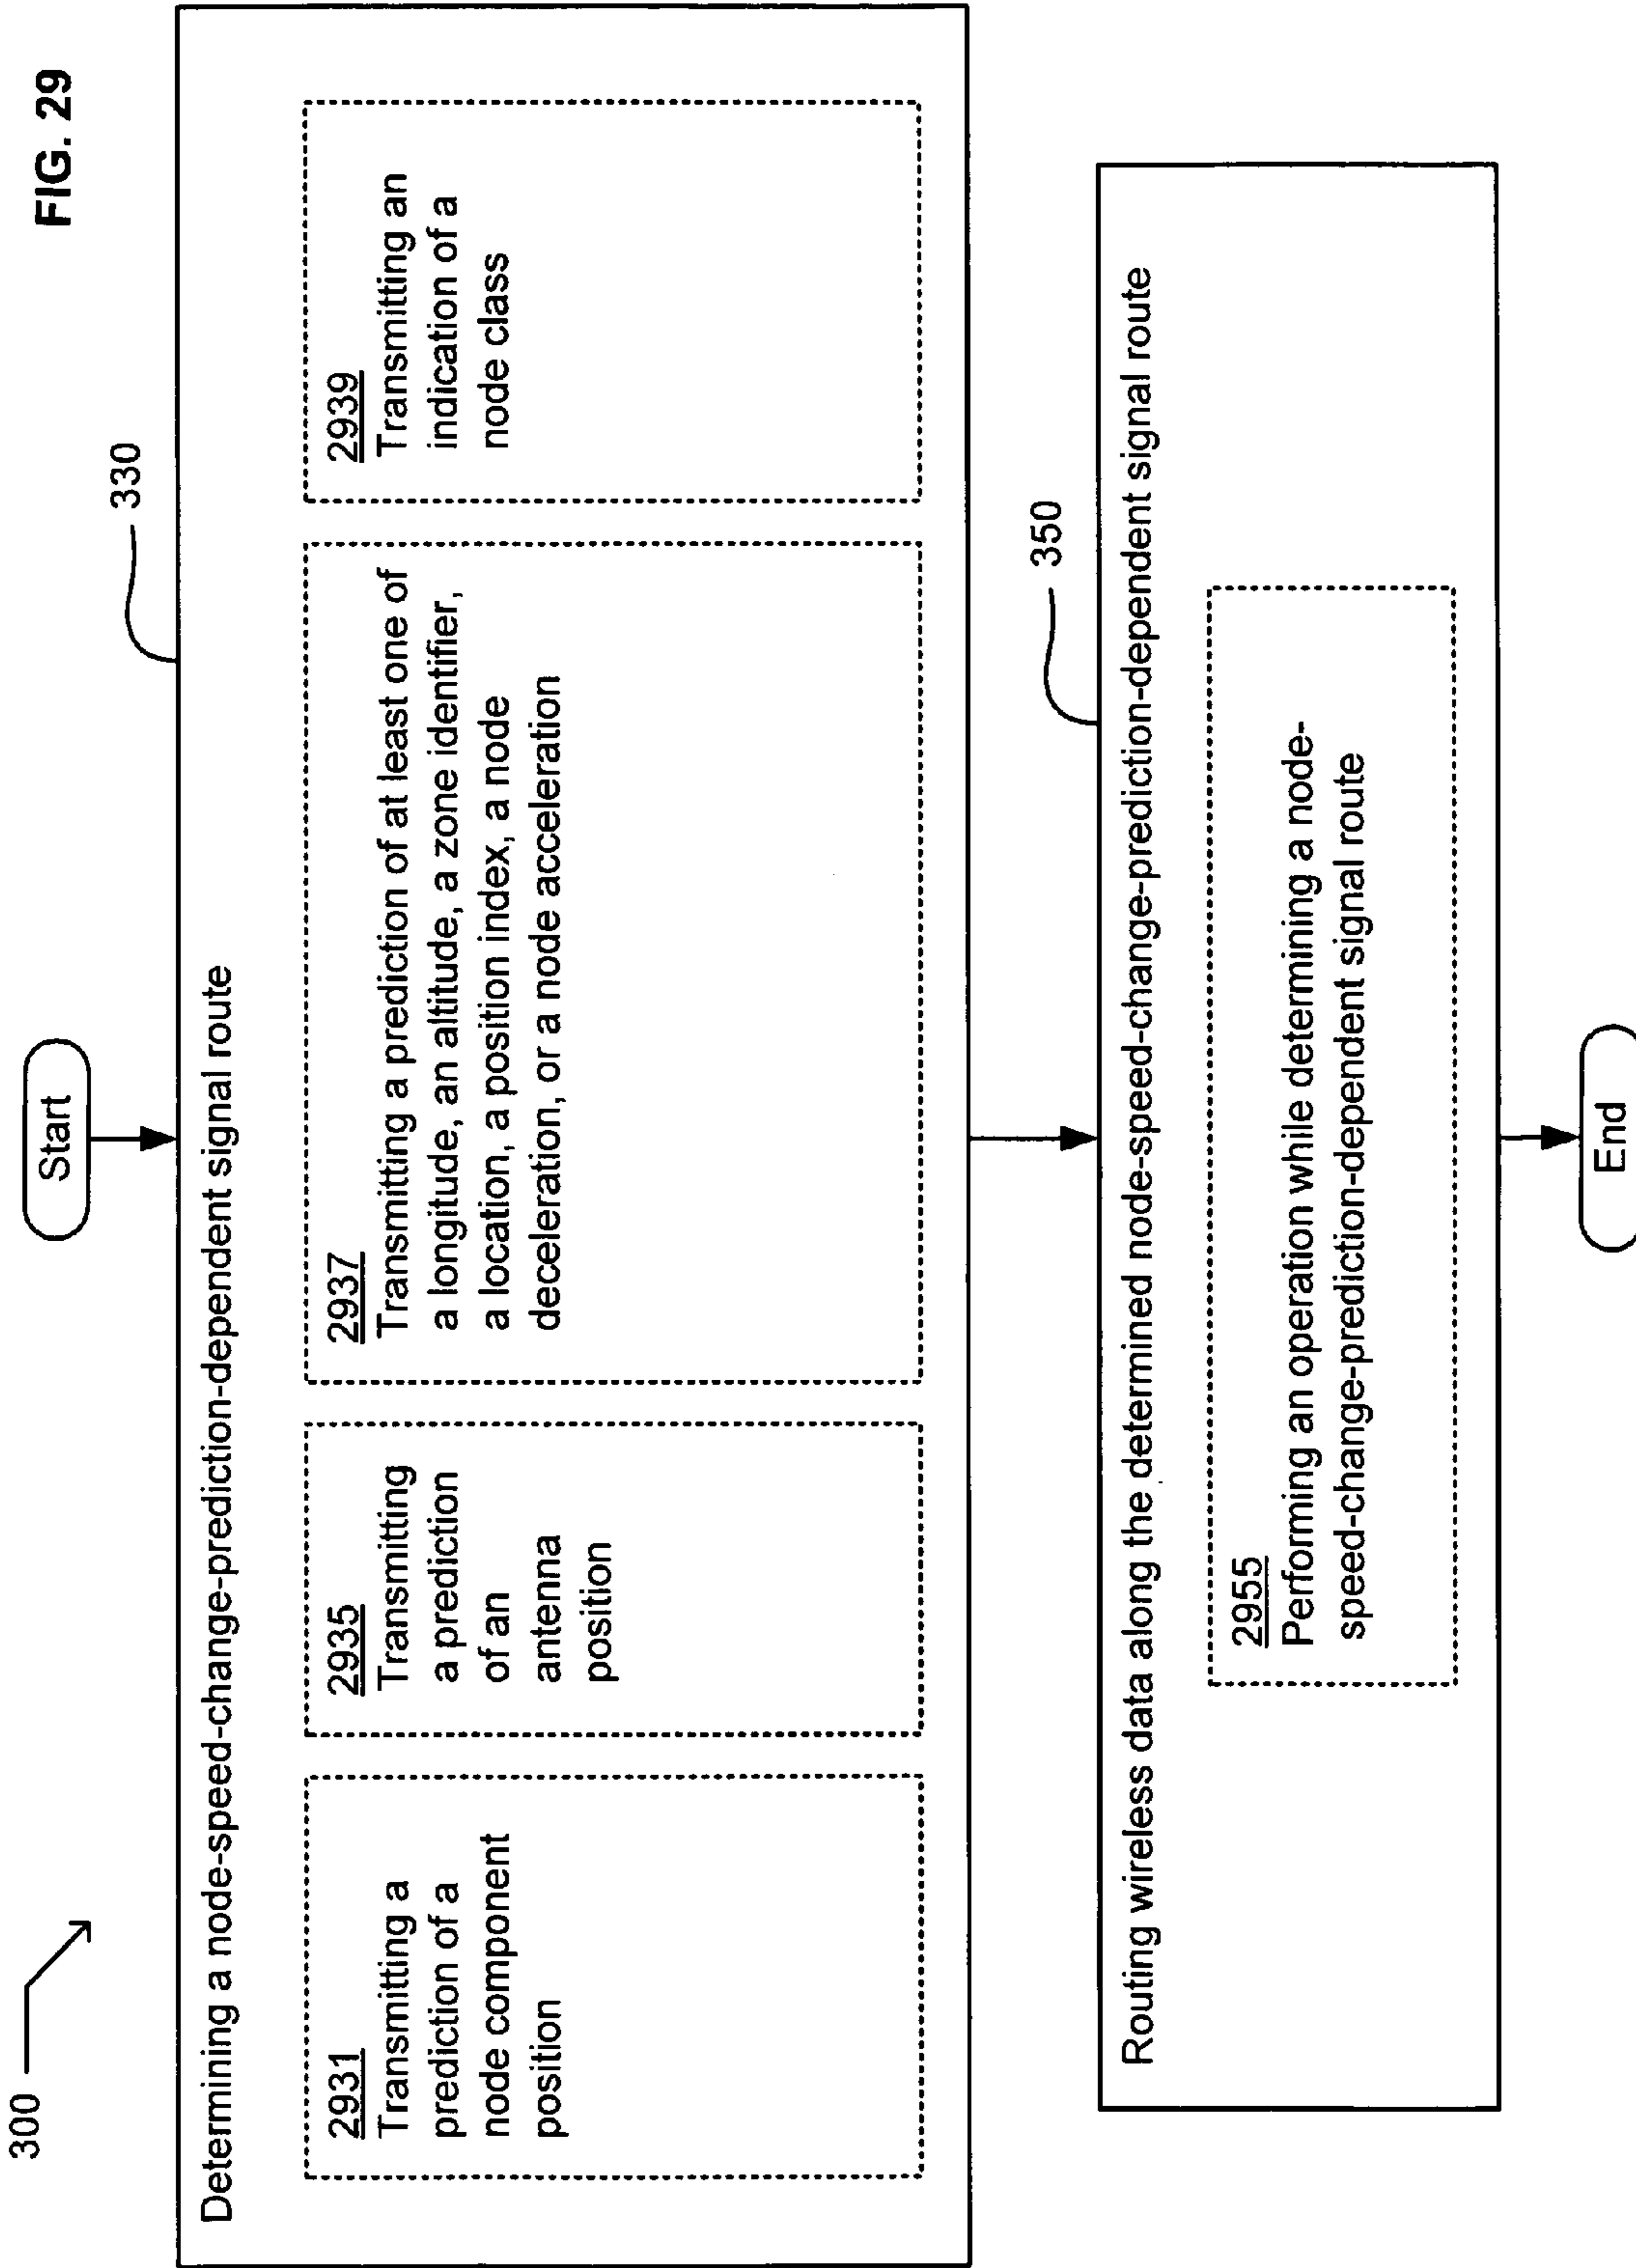 300
FIG. 29
Start
330
Determining a node-speed-change-prediction-dependent signal route
2931
Transmitting a
prediction of a
node component
position
2935
Transmitting
a prediction
of an
antenna
position
2937
Transmitting a prediction of at least one of
a longitude, an altitude, a zone identifier,
a location, a position index, a node
deceleration, or a node acceleration
2939
Transmitting an
indication of a
node class
350
Routing wireless data along the determined node-speed-change-prediction-dependent signal route
2955
Performing an operation while determining a node-
speed-change-prediction-dependent signal route
End